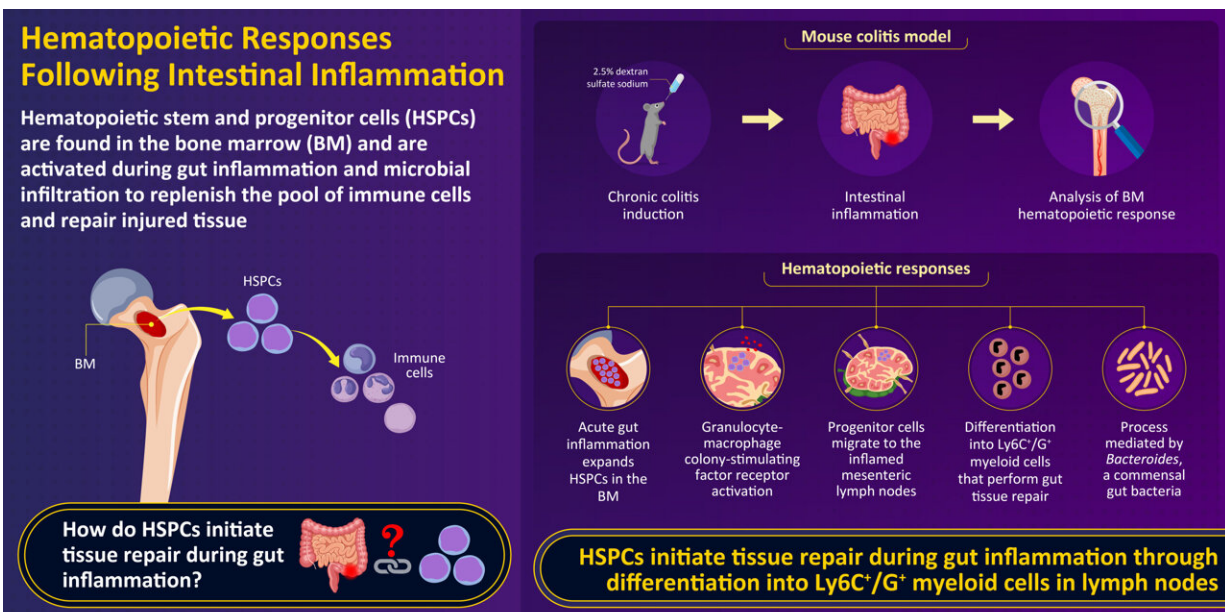 Hematopoietic Responses
Following Intestinal Inflammation
Hematopoietic stem and progenitor cells (HSPCs)
are found in the bone marrow (BM) and are
activated during gut inflammation and microbial
infiltration to replenish the pool of immune cells
and repair injured tissue
HSPCs
BM
Immune
cells
How do HSPCs initiate
tissue repair during gut
inflammation?
?
Mouse colitis model
2.5% dextran
sulfate sodium
Chronic colitis
induction
Intestinal
inflammation
Analysis of BM
hematopoietic response
Hematopoietic responses
Acute gut
inflammation
expands
HSPCs in the
BM
Granulocyte-
macrophage
colony-stimulating
factor receptor
activation
Progenitor cells
migrate to the
inflamed
mesenteric
lymph nodes
Differentiation
into Ly6C⁺/G⁺
myeloid cells
that perform gut
tissue repair
Process
mediated by
Bacteroides,
a commensal
gut bacteria
HSPCs initiate tissue repair during gut inflammation through
differentiation into Ly6C⁺/G⁺ myeloid cells in lymph nodes